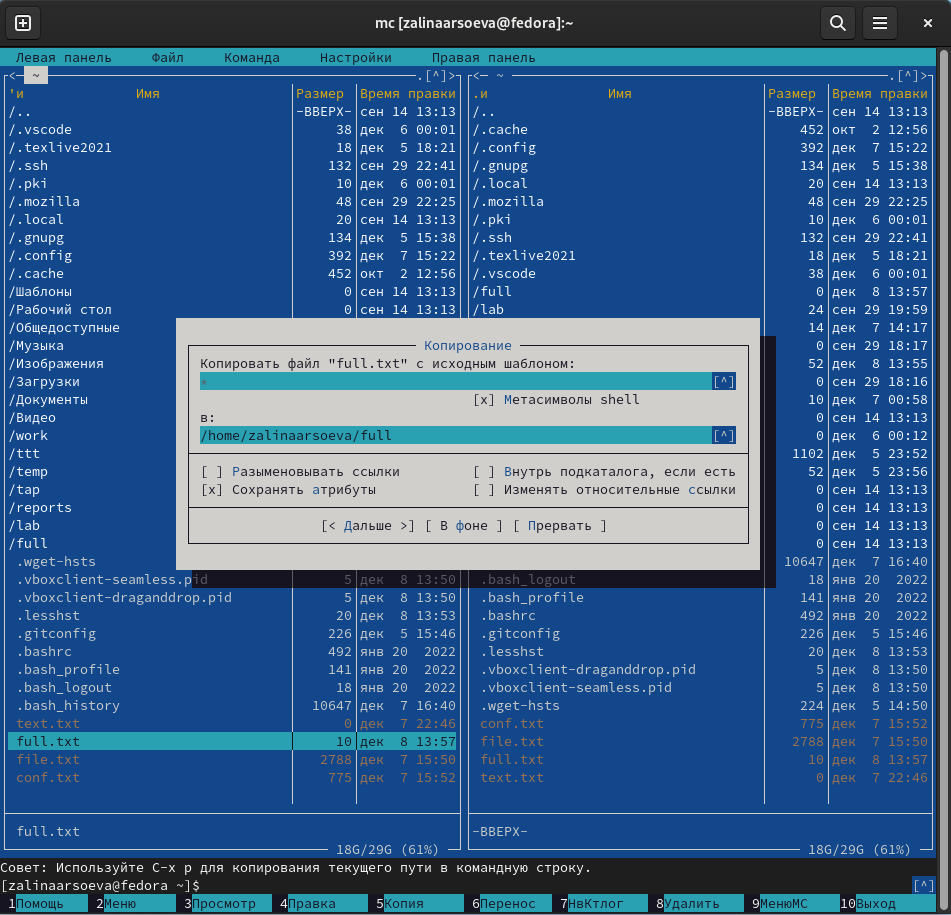 mc [zalinaarsoeva@fedora]:~
Левая панель Файл Команда Настройки Правая панель
<─ ~ .[^]> <─ ~ .[^]>
'и Имя Размер Время правки .и Имя Размер Время правки
/.. -ВВЕРХ- сен 14 13:13 /.. -ВВЕРХ- сен 14 13:13
/.vscode 38 дек 6 00:01 /.cache 452 окт 2 12:56
/.texlive2021 18 дек 5 18:21 /.config 392 дек 7 15:22
/.ssh 132 сен 29 22:41 /.gnupg 134 дек 5 15:38
/.pki 10 дек 6 00:01 /.local 20 сен 14 13:13
/.mozilla 48 сен 29 22:25 /.mozilla 48 сен 29 22:25
/.local 20 сен 14 13:13 /.pki 10 дек 6 00:01
/.gnupg 134 дек 5 15:38 /.ssh 132 сен 29 22:41
/.config 392 дек 7 15:22 /.texlive2021 18 дек 5 18:21
/.cache 452 окт 2 12:56 /.vscode 38 дек 6 00:01
/Шаблоны 0 сен 14 13:13 /full 0 дек 8 13:57
/Рабочий стол 0 сен 14 13:13 /lab 24 сен 29 19:59
/Общедоступные 14 дек 7 14:17
/Музыка Копирование 0 сен 29 18:17
/Изображения Копировать файл "full.txt" с исходным шаблоном: 52 дек 8 13:55
/Загрузки * [^] 0 сен 29 18:16
/Документы [x] Метасимволы shell 10 дек 7 00:58
/Видео в: 0 сен 14 13:13
/work /home/zalinaarsoeva/full [^] 0 дек 6 00:12
/ttt 1102 дек 5 23:52
/temp [ ] Разыменовывать ссылки [ ] Внутрь подкаталога, если есть 52 дек 5 23:56
/tap [x] Сохранять атрибуты [ ] Изменять относительные ссылки 0 сен 14 13:13
/reports 0 сен 14 13:13
/lab [< Дальше >] [ В фоне ] [ Прервать ] 0 сен 14 13:13
/full 0 сен 14 13:13
.wget-hsts 10647 дек 7 16:40
.vboxclient-seamless.pid 5 дек 8 13:50 .bash_logout 18 янв 20 2022
.vboxclient-draganddrop.pid 5 дек 8 13:50 .bash_profile 141 янв 20 2022
.lesshst 20 дек 8 13:53 .bashrc 492 янв 20 2022
.gitconfig 226 дек 5 15:46 .gitconfig 226 дек 5 15:46
.bashrc 492 янв 20 2022 .lesshst 20 дек 8 13:53
.bash_profile 141 янв 20 2022 .vboxclient-draganddrop.pid 5 дек 8 13:50
.bash_logout 18 янв 20 2022 .vboxclient-seamless.pid 5 дек 8 13:50
.bash_history 10647 дек 7 16:40 .wget-hsts 224 дек 5 14:50
text.txt 0 дек 7 22:46 conf.txt 775 дек 7 15:52
full.txt 10 дек 8 13:57 file.txt 2788 дек 7 15:50
file.txt 2788 дек 7 15:50 full.txt 10 дек 8 13:57
conf.txt 775 дек 7 15:52 text.txt 0 дек 7 22:46
full.txt -ВВЕРХ-
18G/29G (61%) 18G/29G (61%)
Совет: Используйте C-x p для копирования текущего пути в командную строку.
[zalinaarsoeva@fedora ~]$ [^]
1Помощь 2Меню 3Просмотр 4Правка 5Копия 6Перенос 7НвКтлог 8Удалить 9МенюМС 10Выход